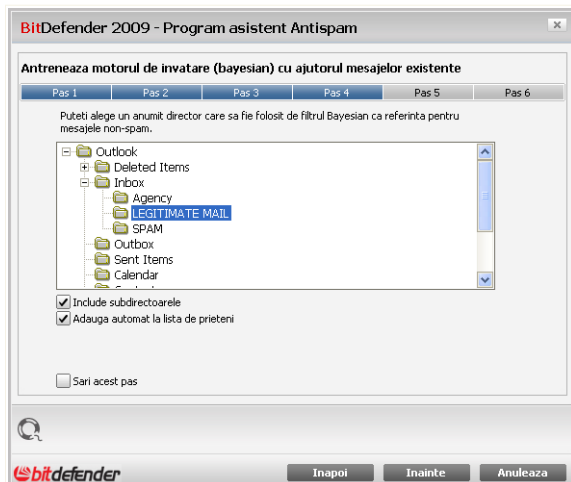 BitDefender 2009 - Program asistent Antispam
Antreneaza motorul de invatare (bayesian) cu ajutorul mesajelor existente
Pas 1 Pas 2 Pas 3 Pas 4 Pas 5 Pas 6
Puteti alege un anumit director care sa fie folosit de filtrul Bayesian ca referinta pentru
mesajele non-spam.
Outlook
Deleted Items
Inbox
Agency
LEGITIMATE MAIL
SPAM
Outbox
Sent Items
Calendar
Include subdirectoarele
Adauga automat la lista de prieteni
Sari acest pas
bitdefender
Inapoi Inainte Anuleaza